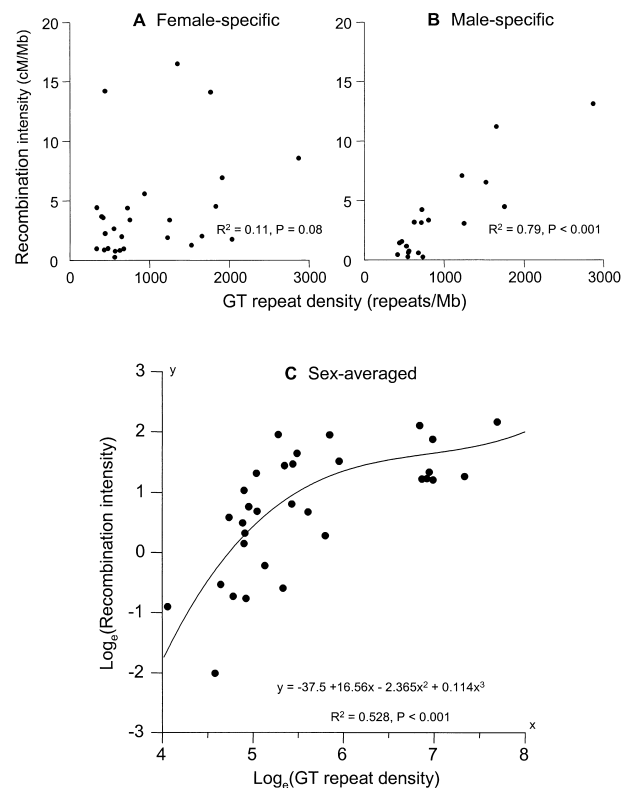 A Female-specific
B Male-specific
Recombination intensity (cM/Mb)
20
15
10
5
0
R² = 0.11, P = 0.08
0 1000 2000 3000
20
15
10
5
0
R² = 0.79, P < 0.001
0 1000 2000 3000
GT repeat density (repeats/Mb)
C Sex-averaged
y
Logₑ(Recombination intensity)
3
2
1
0
-1
-2
-3
y = -37.5 +16.56x - 2.365x² + 0.114x³
R² = 0.528, P < 0.001
x
4 5 6 7 8
Logₑ(GT repeat density)